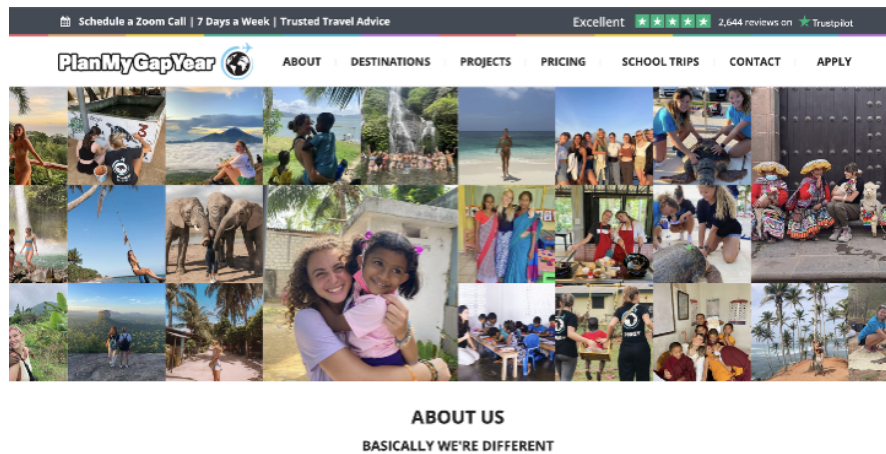 Schedule a Zoom Call | 7 Days a Week | Trusted Travel Advice
Excellent 2,644 reviews on Trustpilot
PlanMyGapYear
ABOUT DESTINATIONS PROJECTS PRICING SCHOOL TRIPS CONTACT APPLY
ABOUT US
BASICALLY WE'RE DIFFERENT